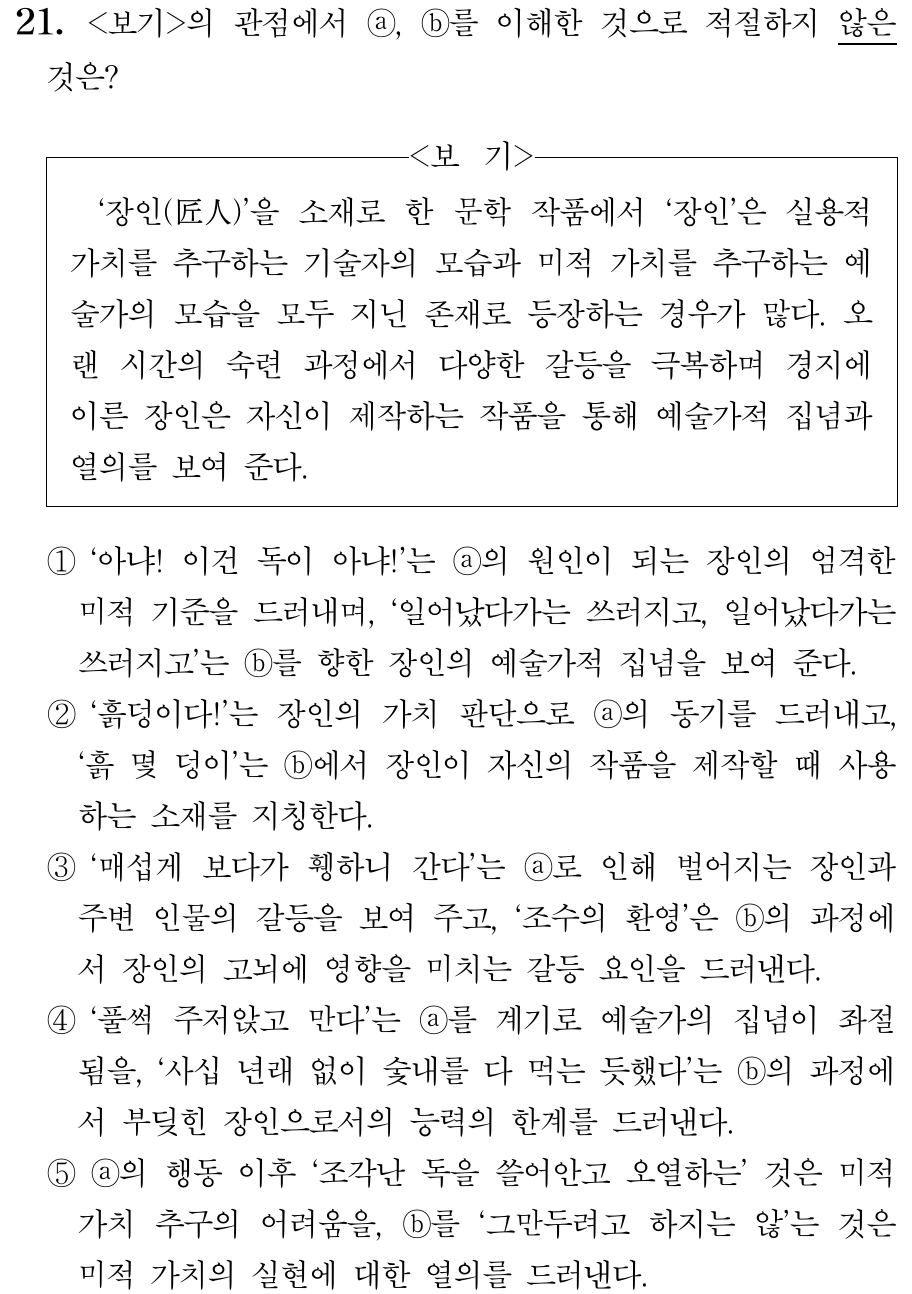 21. <보기>의 관점에서 ⓐ, ⓑ를 이해한 것으로 적절하지 않은
것은?
<보 기>
‘장인(匠人)’을 소재로 한 문학 작품에서 ‘장인’은 실용적
가치를 추구하는 기술자의 모습과 미적 가치를 추구하는 예
술가의 모습을 모두 지닌 존재로 등장하는 경우가 많다. 오
랜 시간의 숙련 과정에서 다양한 갈등을 극복하며 경지에
이른 장인은 자신이 제작하는 작품을 통해 예술가적 집념과
열의를 보여 준다.
① ‘아냐! 이건 독이 아냐!’는 ⓐ의 원인이 되는 장인의 엄격한
미적 기준을 드러내며, ‘일어났다가는 쓰러지고, 일어났다가는
쓰러지고’는 ⓑ를 향한 장인의 예술가적 집념을 보여 준다.
② ‘흙덩이다!’는 장인의 가치 판단으로 ⓐ의 동기를 드러내고,
‘흙 몇 덩이’는 ⓑ에서 장인이 자신의 작품을 제작할 때 사용
하는 소재를 지칭한다.
③ ‘매섭게 보다가 휑하니 간다’는 ⓐ로 인해 벌어지는 장인과
주변 인물의 갈등을 보여 주고, ‘조수의 환영’은 ⓑ의 과정에
서 장인의 고뇌에 영향을 미치는 갈등 요인을 드러낸다.
④ ‘풀썩 주저앉고 만다’는 ⓐ를 계기로 예술가의 집념이 좌절
됨을, ‘사십 년래 없이 숯내를 다 먹는 듯했다’는 ⓑ의 과정에
서 부딪힌 장인으로서의 능력의 한계를 드러낸다.
⑤ ⓐ의 행동 이후 ‘조각난 독을 쓸어안고 오열하는’ 것은 미적
가치 추구의 어려움을, ⓑ를 ‘그만두려고 하지는 않’는 것은
미적 가치의 실현에 대한 열의를 드러낸다.